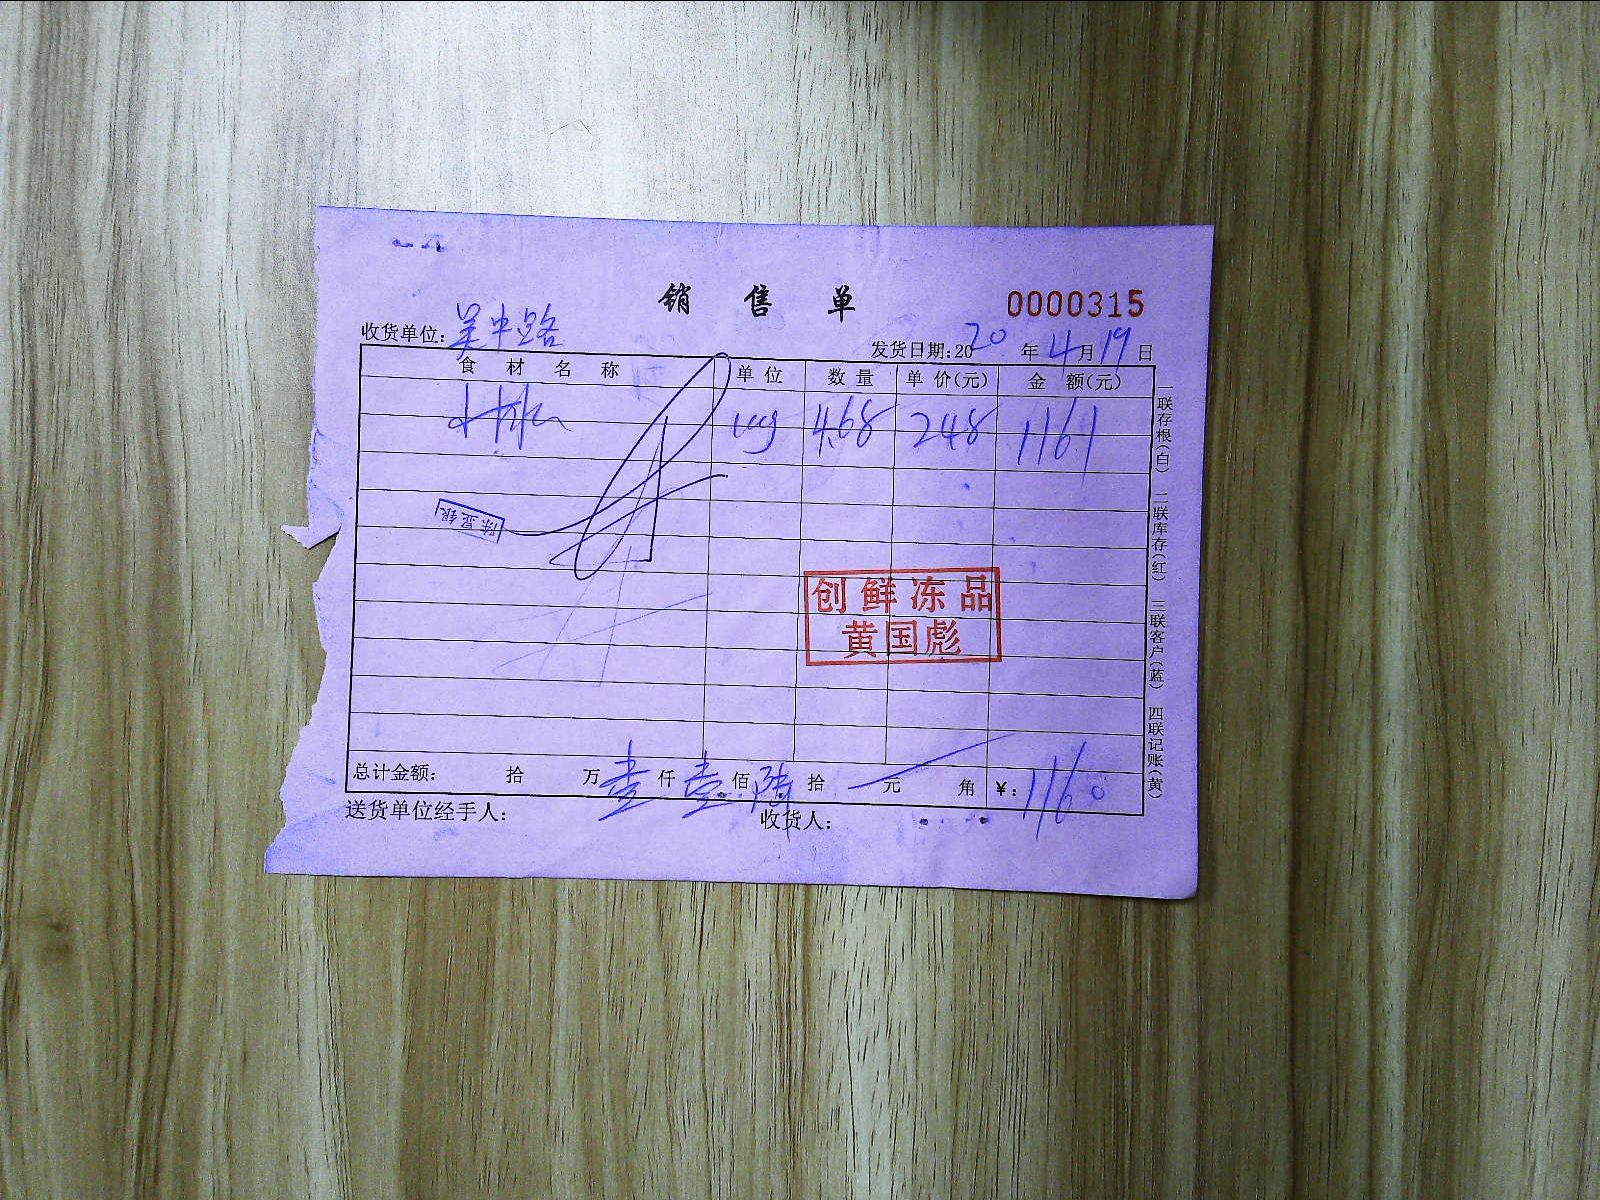 销售单
0000315
收货单位: 吴中路
发货日期: 2020 年 4 月 19 日
食材名称 单位 数量 单价(元) 金额(元)
kg 4.68 248 1161
陈显银
创鲜冻品
黄国彪
总计金额: 拾 万 壹 仟 壹 佰 陆 拾 元 角 ¥: 1160
送货单位经手人: 收货人:
一联存根(白) 二联库存(红) 三联客户(蓝) 四联记账(黄)